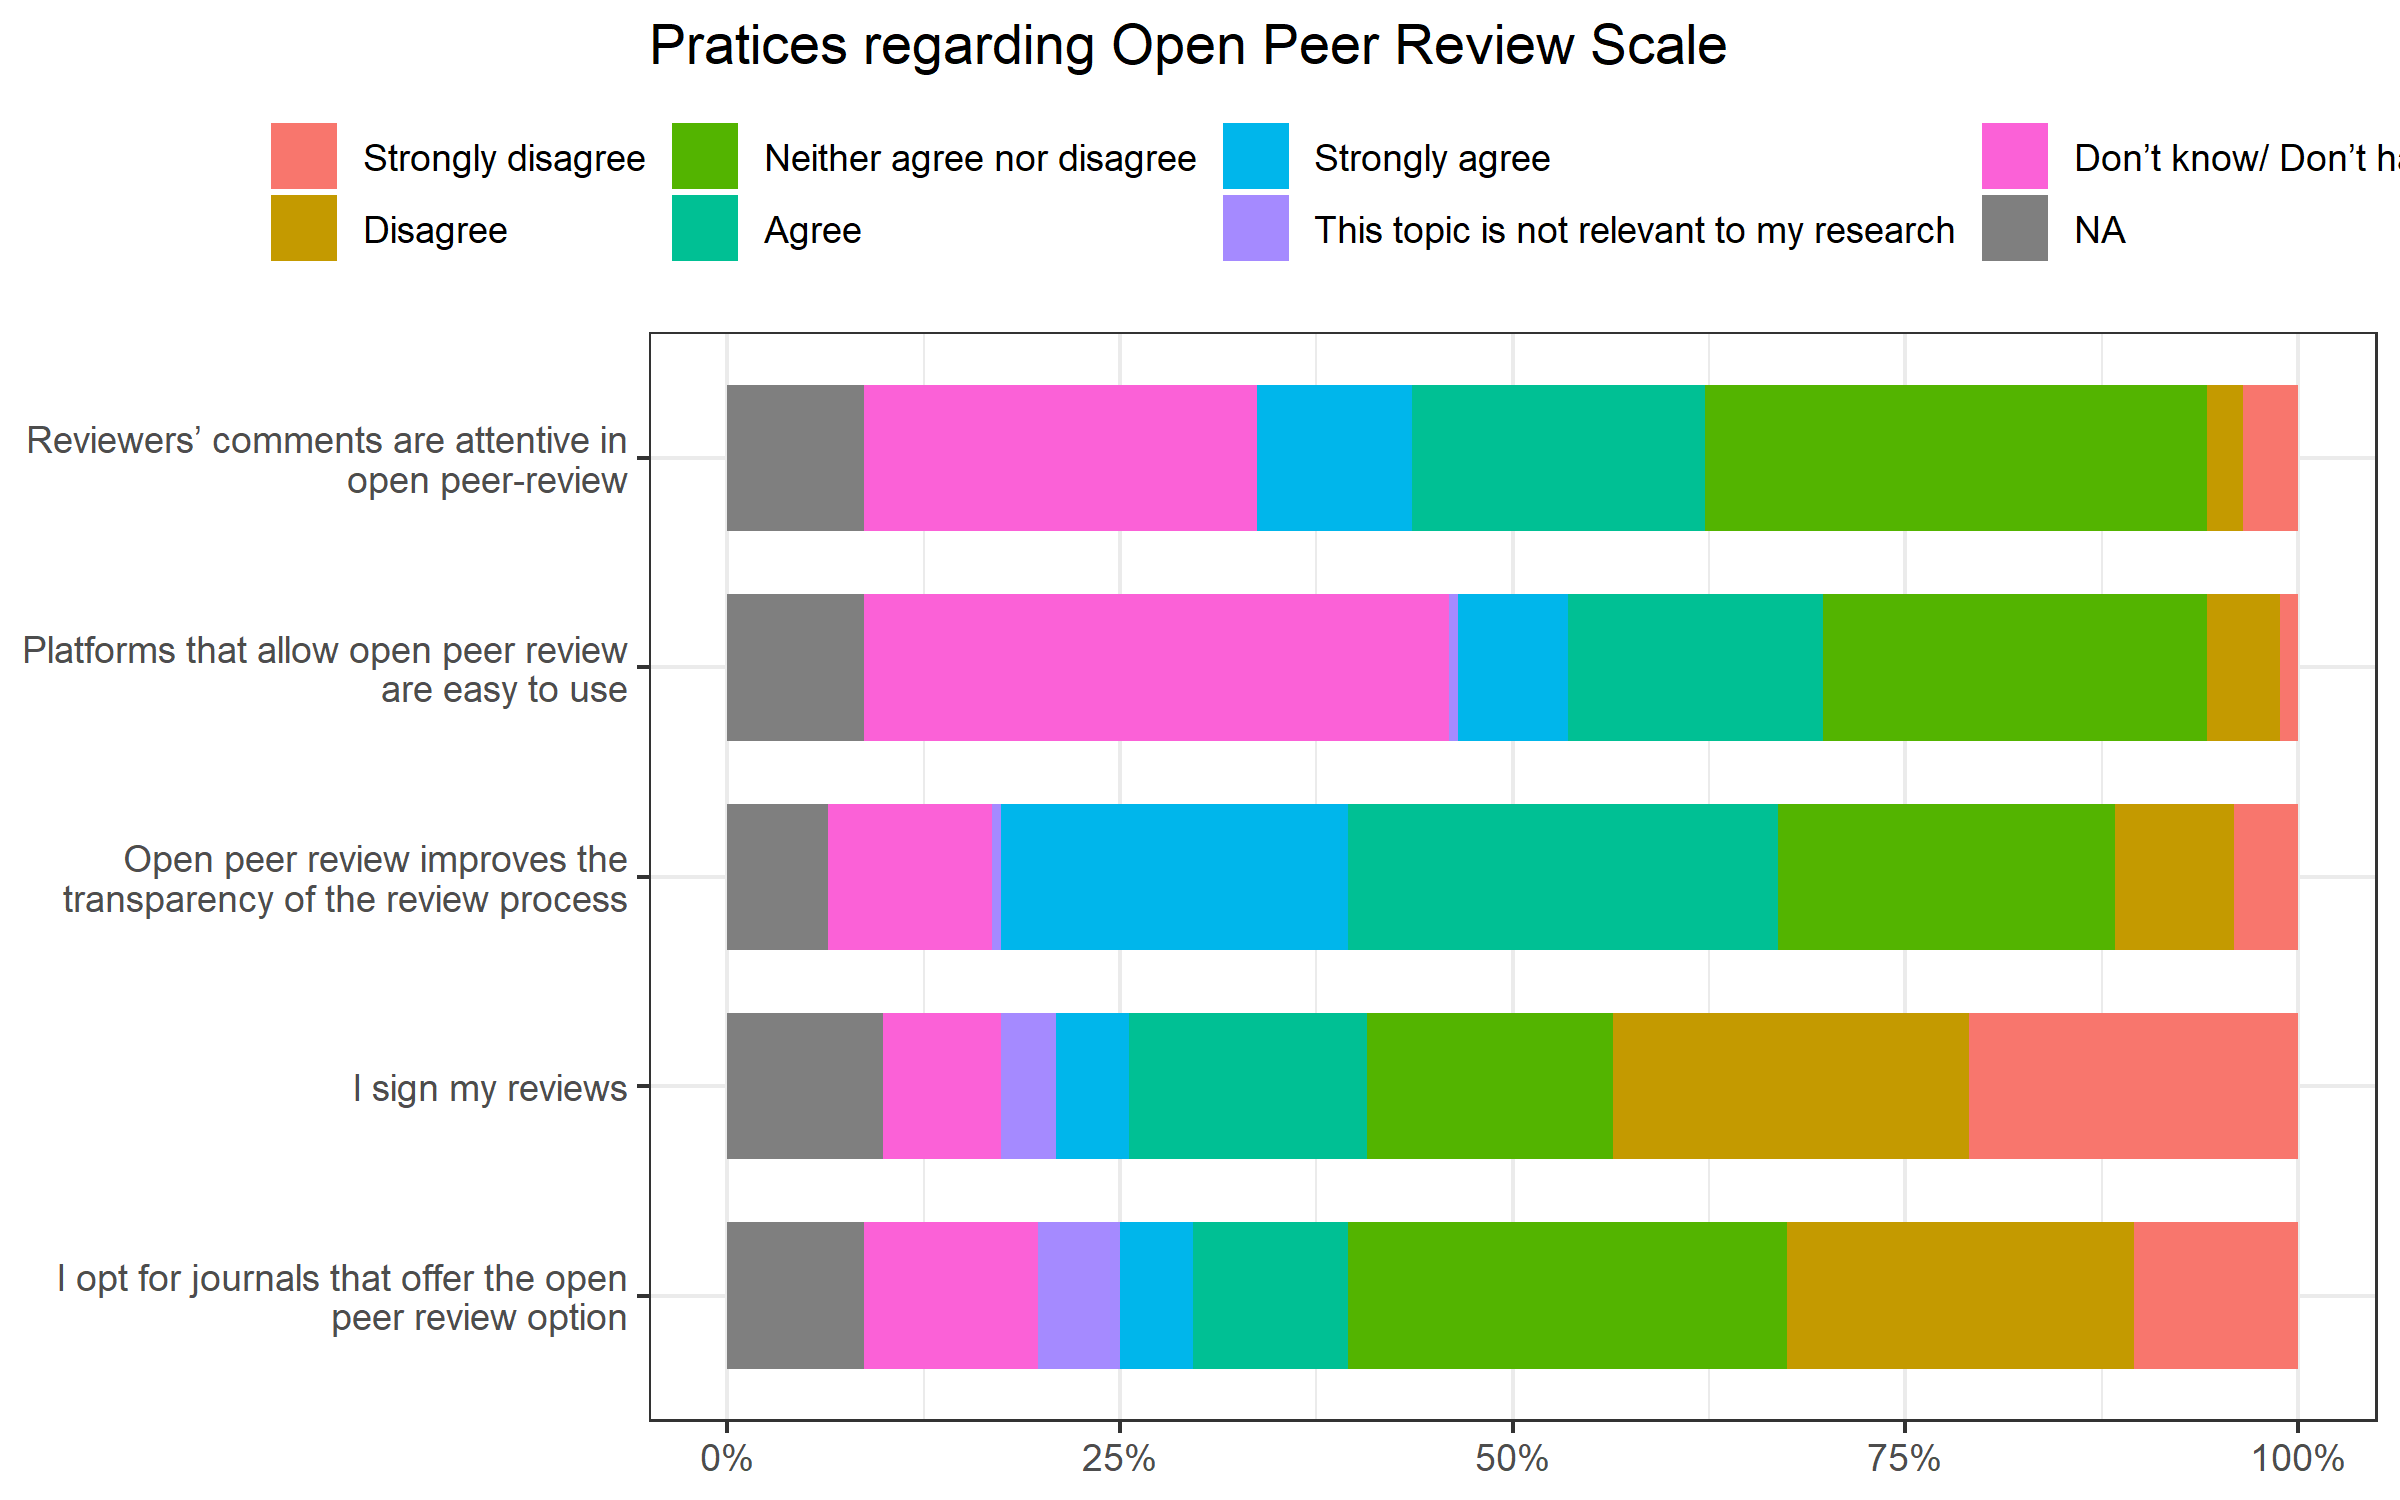 Pratices regarding Open Peer Review Scale
Strongly disagree
Neither agree nor disagree
Strongly agree
Don’t know/ Don’t
Disagree
Agree
This topic is not relevant to my research
NA
Reviewers’ comments are attentive in
open peer-review
Platforms that allow open peer review
are easy to use
Open peer review improves the
transparency of the review process
I sign my reviews
I opt for journals that offer the open
peer review option
0%
25%
50%
75%
100%